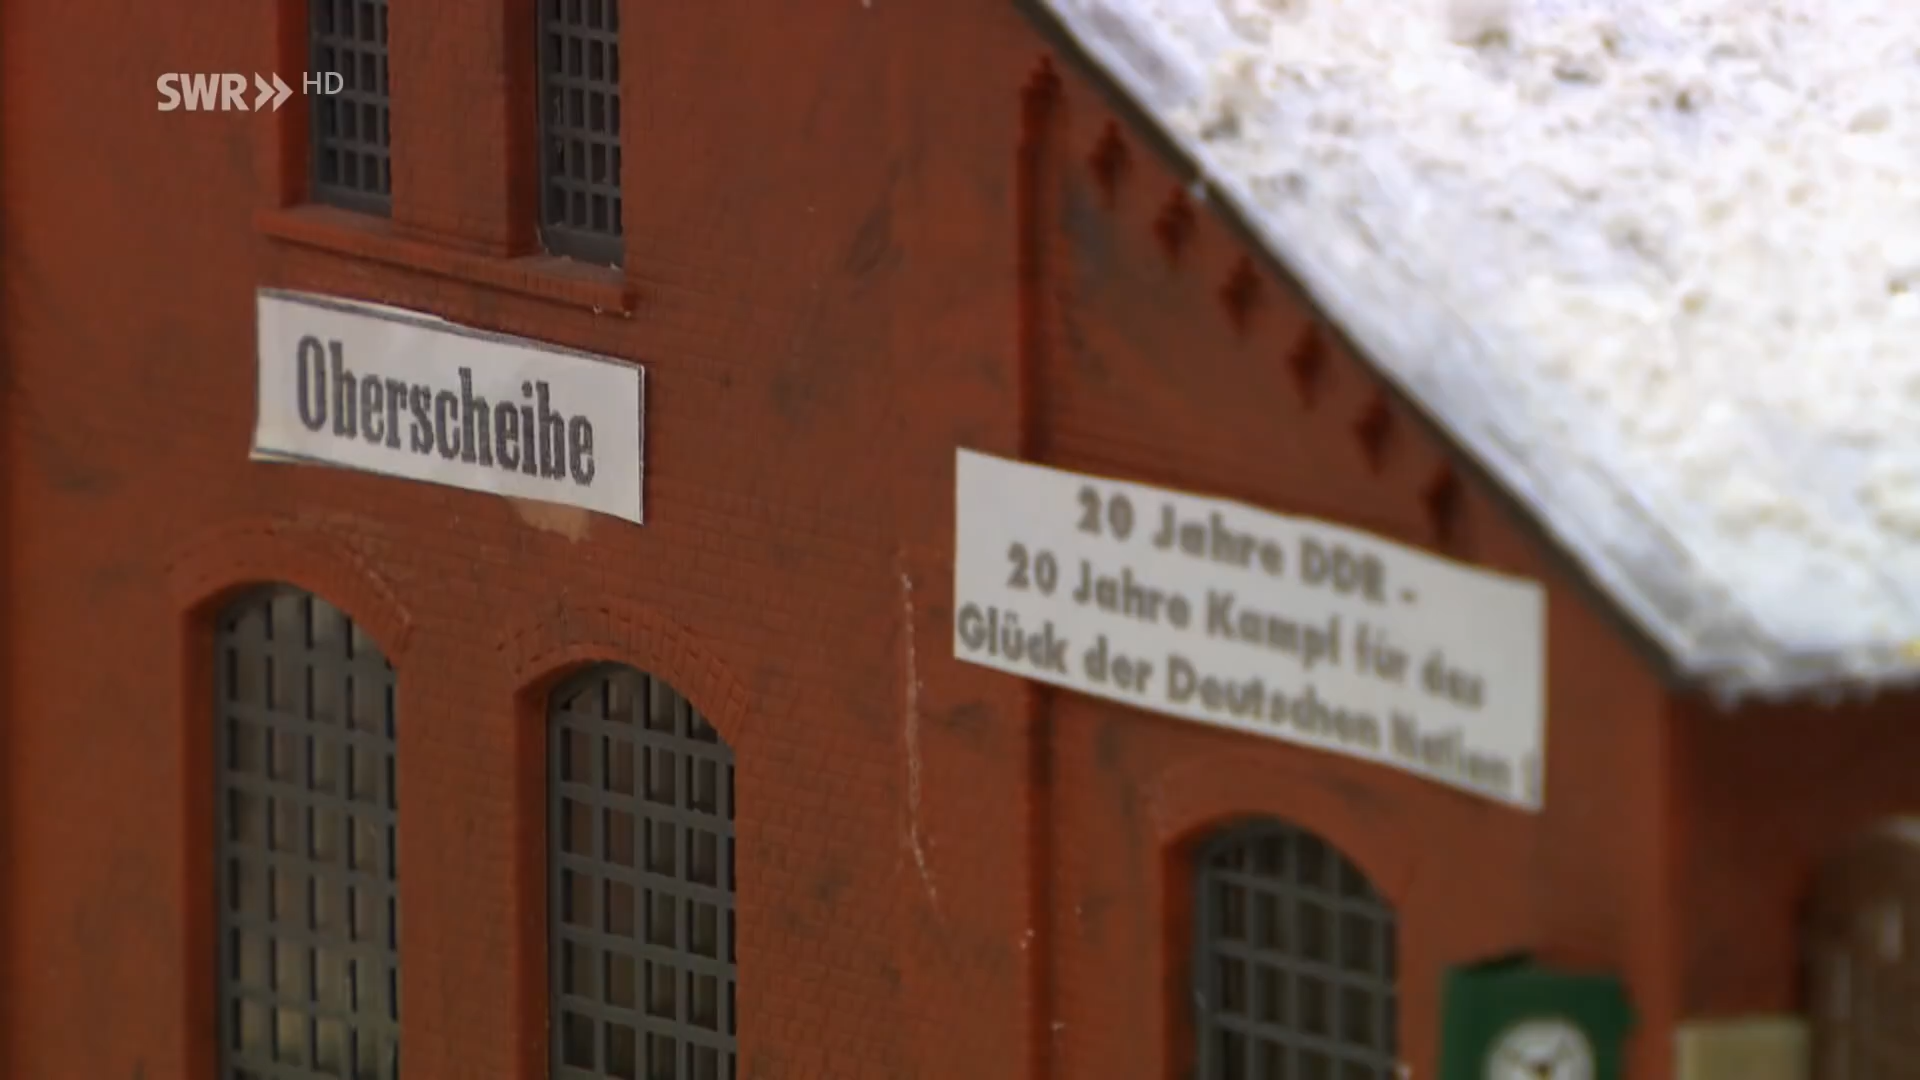 SWR HD
Oberscheibe
20 Jahre DDR -
20 Jahre Kampf für das
Glück der Deutschen Nation !